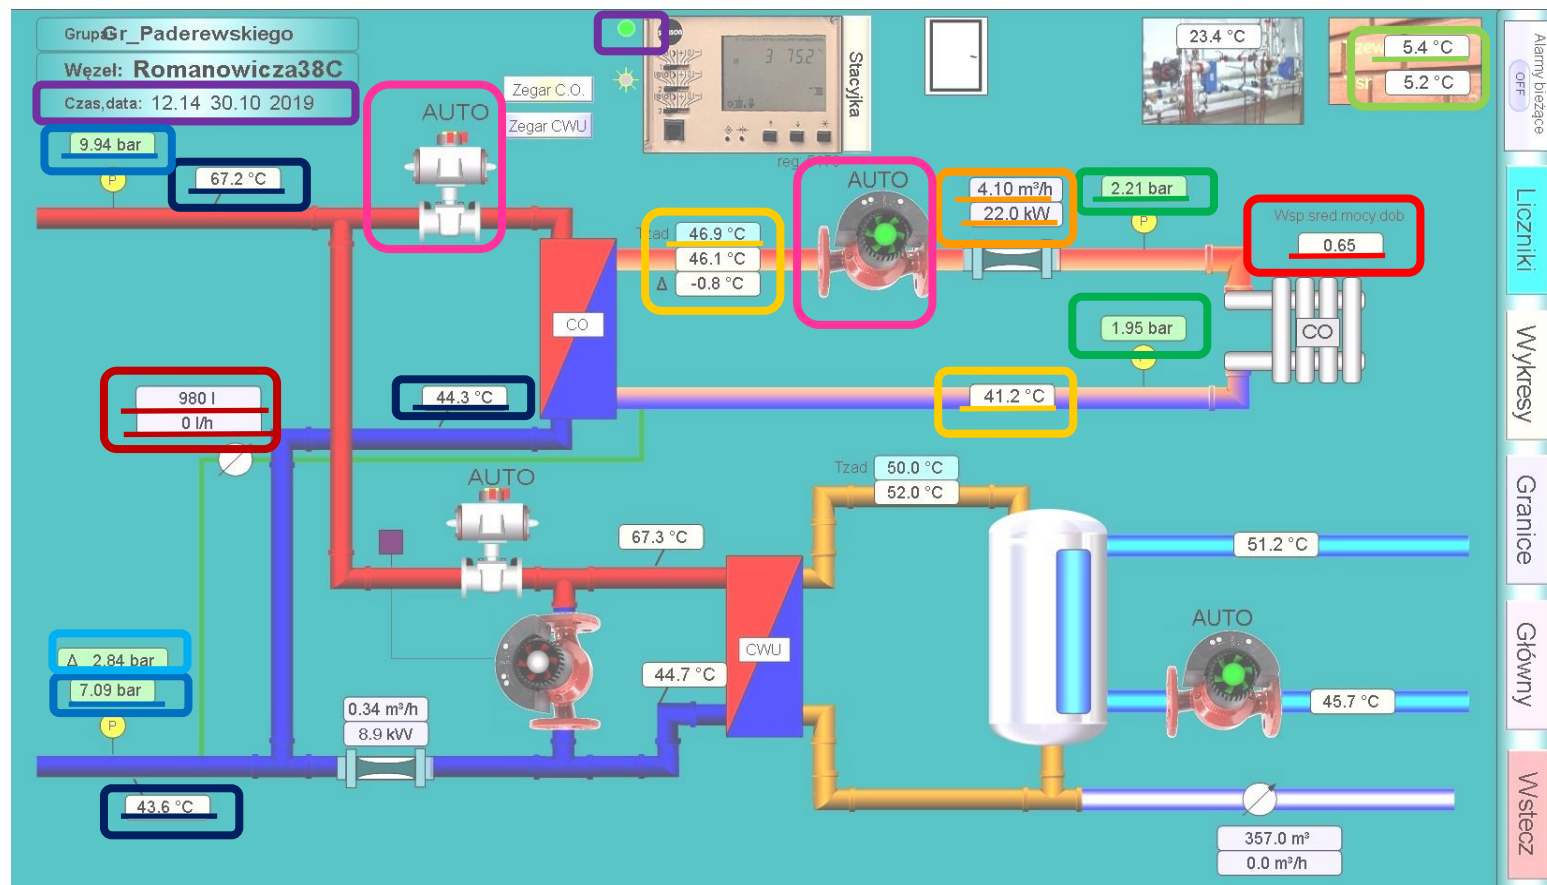 Grupa: Gr_Paderewskiego
Węzeł: Romanowicza38C
Czas,data: 12.14 30.10 2019
9.94 bar
P
67.2 °C
AUTO
Zegar C.O.
Zegar CWU
Stacyjka
23.4 °C
5.4 °C
5.2 °C
Alarmy bieżące
OFF
AUTO
4.10 m³/h
22.0 kW
2.21 bar
P
Wsp.sred.mocy.dob
0.65
Tzad 46.9 °C
46.1 °C
Δ -0.8 °C
CO
1.95 bar
CO
Liczniki
980 l
0 l/h
44.3 °C
41.2 °C
Wykresy
AUTO
Tzad 50.0 °C
52.0 °C
67.3 °C
51.2 °C
Granice
CWU
AUTO
Δ 2.84 bar
7.09 bar
P
44.7 °C
45.7 °C
Główny
0.34 m³/h
8.9 kW
43.6 °C
357.0 m³
0.0 m³/h
Wstecz